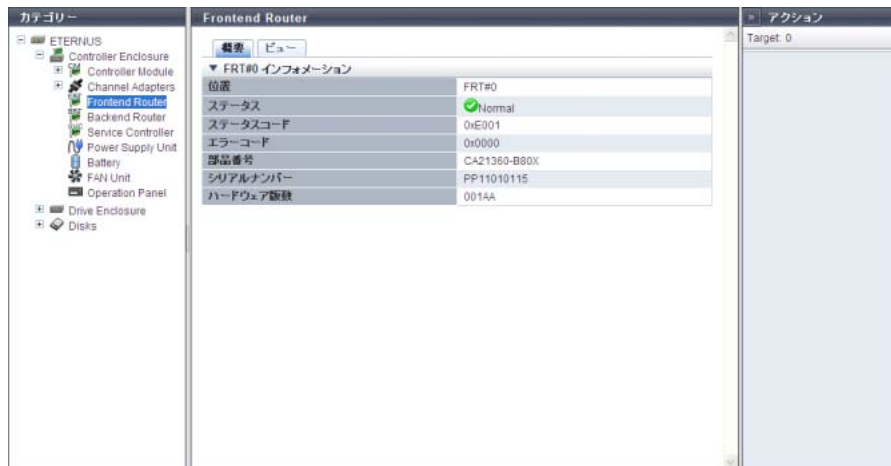 カテゴリー
ETERNUS
Controller Enclosure
Controller Module
Channel Adapters
Frontend Router
Backend Router
Service Controller
Power Supply Unit
Battery
FAN Unit
Operation Panel
Drive Enclosure
Disks
Frontend Router
概要 ビュー
▼ FRT#0 インフォメーション
位置 FRT#0
ステータス Normal
ステータスコード 0xE001
エラーコード 0x0000
部品番号 CA21360-B80X
シリアルナンバー PP11010115
ハードウェア版数 001AA
» アクション
Target: 0